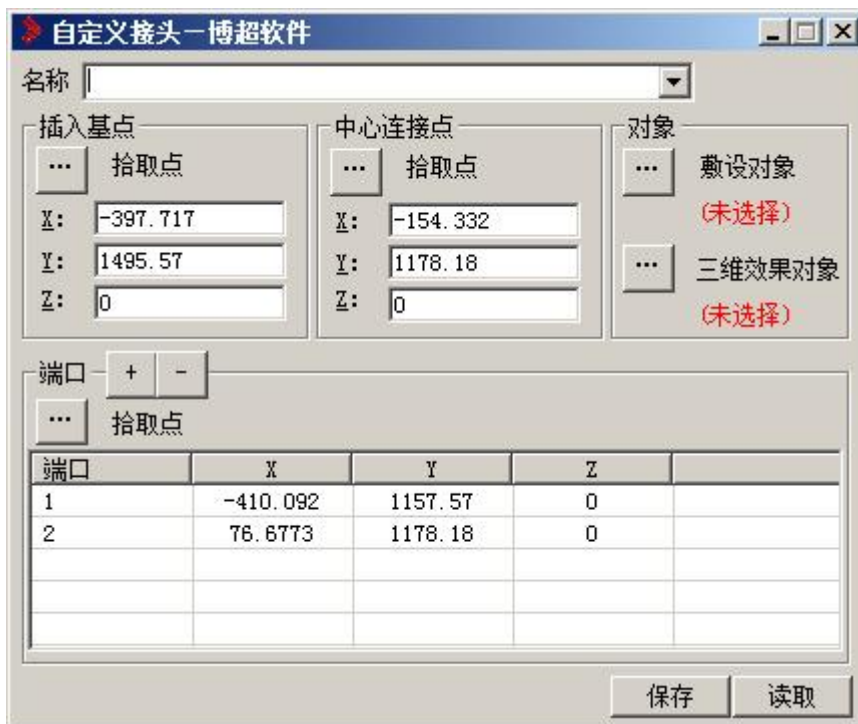 自定义接头－博超软件
名称
插入基点
... 拾取点
X: -397.717
Y: 1495.57
Z: 0
中心连接点
... 拾取点
X: -154.332
Y: 1178.18
Z: 0
对象
... 敷设对象
(未选择)
... 三维效果对象
(未选择)
端口 + -
... 拾取点
端口 X Y Z
1 -410.092 1157.57 0
2 76.6773 1178.18 0
保存 读取